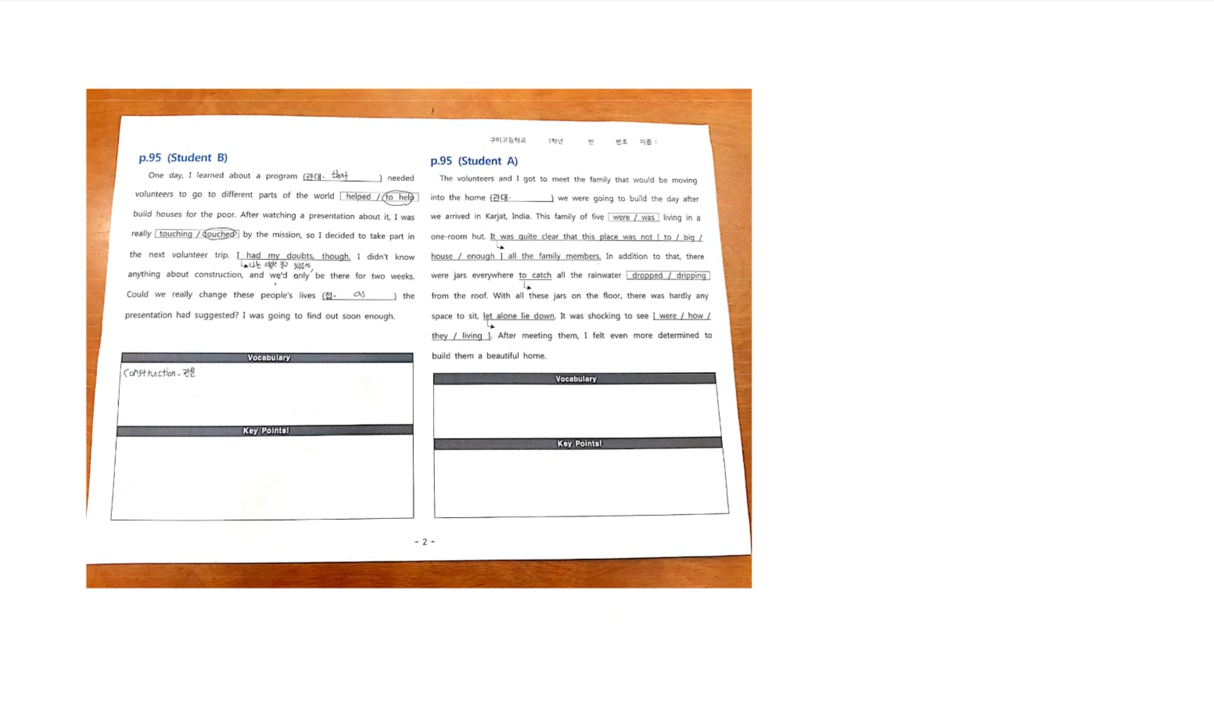 구미고등학교 1학년 반 번호 이름 :
p.95 (Student B)
One day, I learned about a program (관대- that ) needed
volunteers to go to different parts of the world [ helped / to help ]
build houses for the poor. After watching a presentation about it, I was
really [ touching / touched ] by the mission, so I decided to take part in
the next volunteer trip. I had my doubts, though. I didn't know
anything about construction, and we'd only be there for two weeks.
Could we really change these people's lives (접- as ) the
presentation had suggested? I was going to find out soon enough.
Vocabulary
Construction - 건설
Key Points!
p.95 (Student A)
The volunteers and I got to meet the family that would be moving
into the home (관대- ) we were going to build the day after
we arrived in Karjat, India. This family of five [ were / was ] living in a
one-room hut. It was quite clear that this place was not [ to / big /
house / enough ] all the family members. In addition to that, there
were jars everywhere to catch all the rainwater [ dropped / dripping ]
from the roof. With all these jars on the floor, there was hardly any
space to sit, let alone lie down. It was shocking to see [ were / how /
they / living ]. After meeting them, I felt even more determined to
build them a beautiful home.
Vocabulary
Key Points!
- 2 -